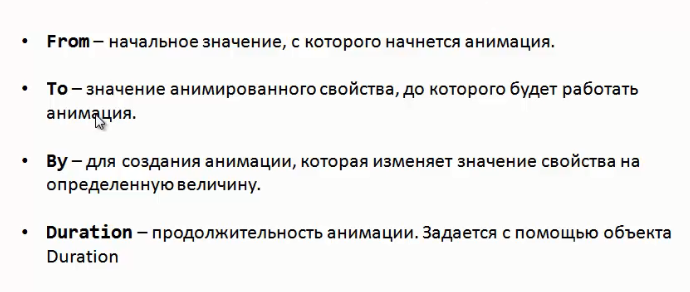 • From – начальное значение, с которого начнется анимация.
• To – значение анимированного свойства, до которого будет работать
анимация.
• By – для создания анимации, которая изменяет значение свойства на
определенную величину.
• Duration – продолжительность анимации. Задается с помощью объекта
Duration